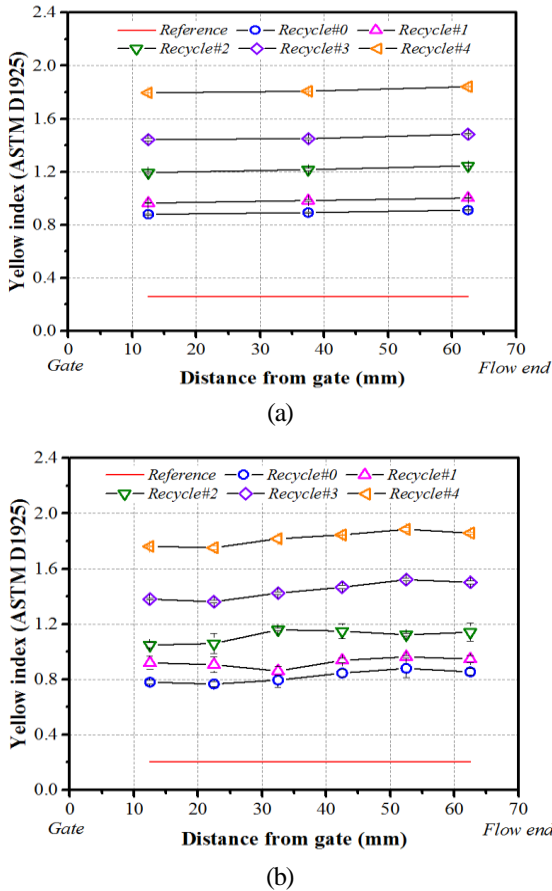 Reference Recycle#0 Recycle#1
Recycle#2 Recycle#3 Recycle#4
Yellow index (ASTM D1925)
2.4
2.0
1.6
1.2
0.8
0.4
0.0
0 10 20 30 40 50 60 70
Gate Distance from gate (mm) Flow end
(a)
Reference Recycle#0 Recycle#1
Recycle#2 Recycle#3 Recycle#4
Yellow index (ASTM D1925)
2.4
2.0
1.6
1.2
0.8
0.4
0.0
0 10 20 30 40 50 60 70
Gate Distance from gate (mm) Flow end
(b)